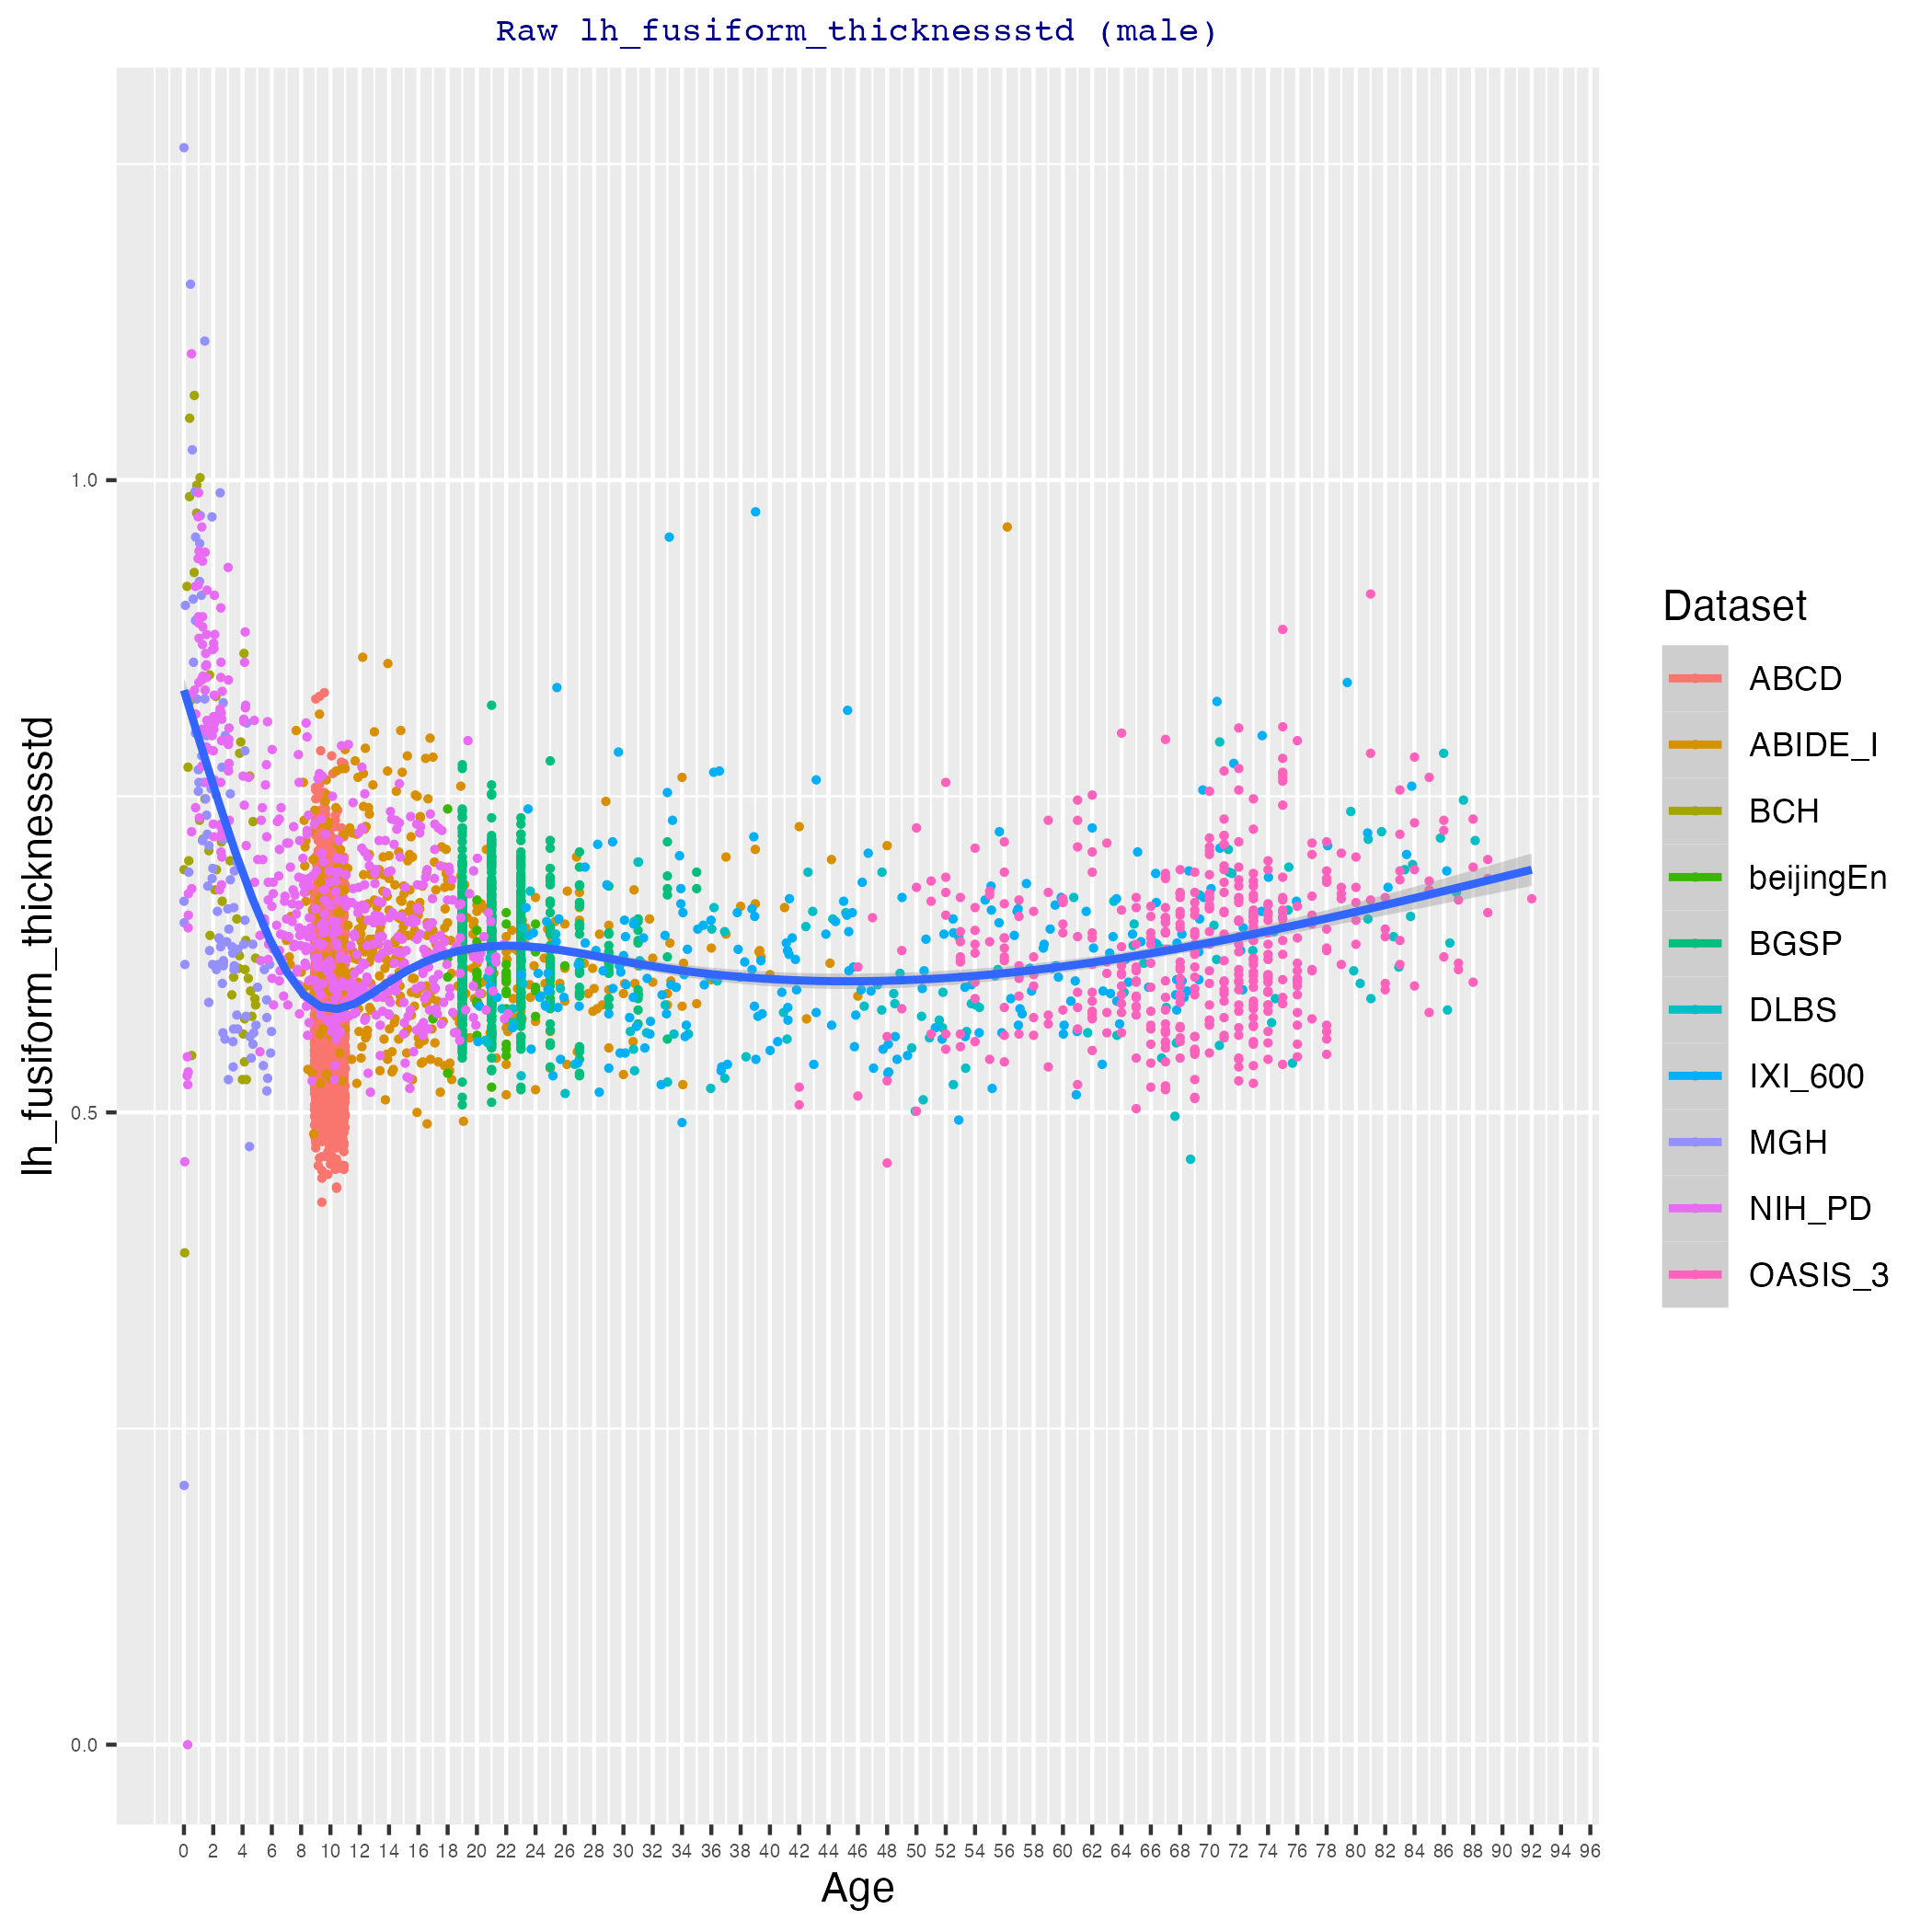 Raw lh_fusiform_thicknessstd (male)
lh_fusiform_thicknessstd
1.0
0.5
0.0
0 2 4 6 8 10 12 14 16 18 20 22 24 26 28 30 32 34 36 38 40 42 44 46 48 50 52 54 56 58 60 62 64 66 68 70 72 74 76 78 80 82 84 86 88 90 92 94 96
Age
Dataset
ABCD
ABIDE_I
BCH
beijingEn
BGSP
DLBS
IXI_600
MGH
NIH_PD
OASIS_3